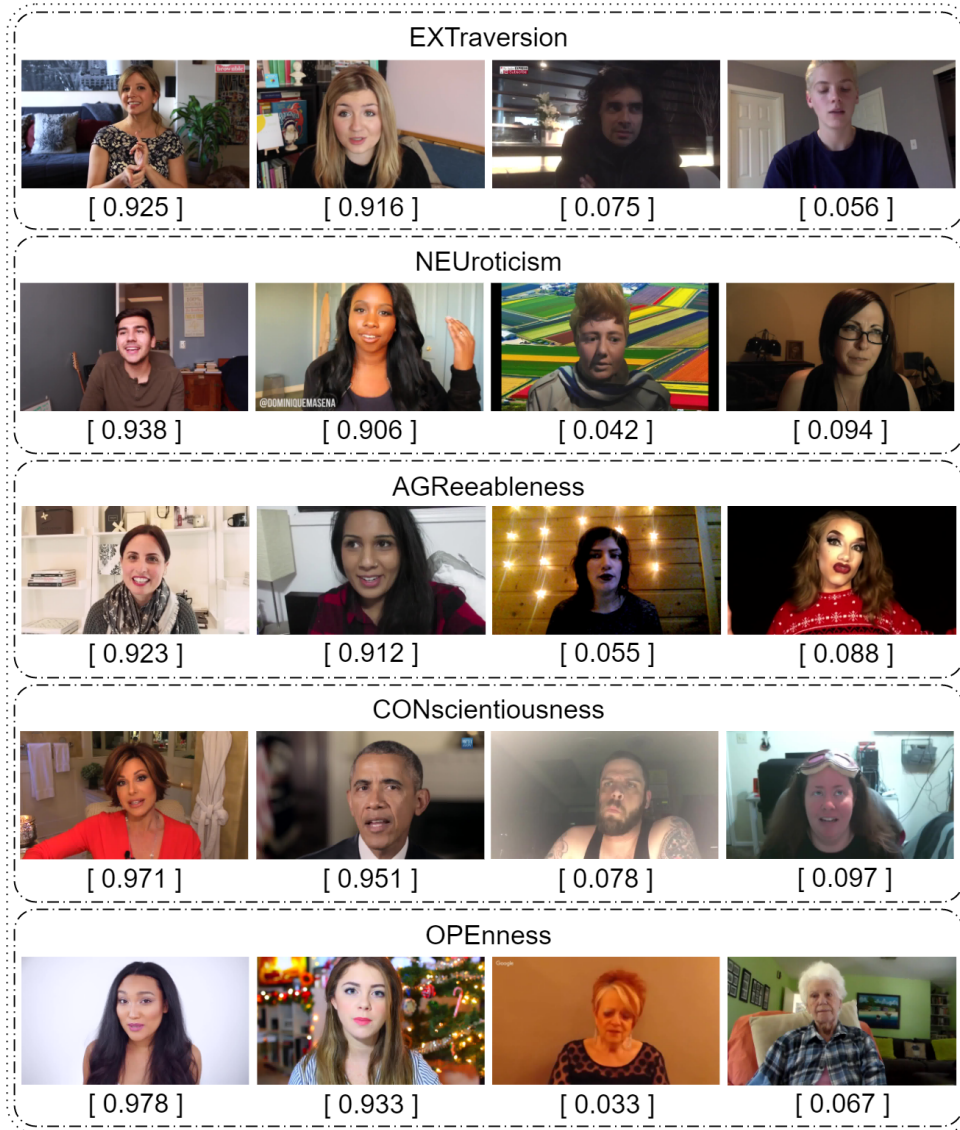 EXTraversion
[ 0.925 ] [ 0.916 ] [ 0.075 ] [ 0.056 ]
NEUroticism
@DOMINIQUEMASENA
[ 0.938 ] [ 0.906 ] [ 0.042 ] [ 0.094 ]
AGReeableness
[ 0.923 ] [ 0.912 ] [ 0.055 ] [ 0.088 ]
CONscientiousness
[ 0.971 ] [ 0.951 ] [ 0.078 ] [ 0.097 ]
OPEnness
Google
[ 0.978 ] [ 0.933 ] [ 0.033 ] [ 0.067 ]